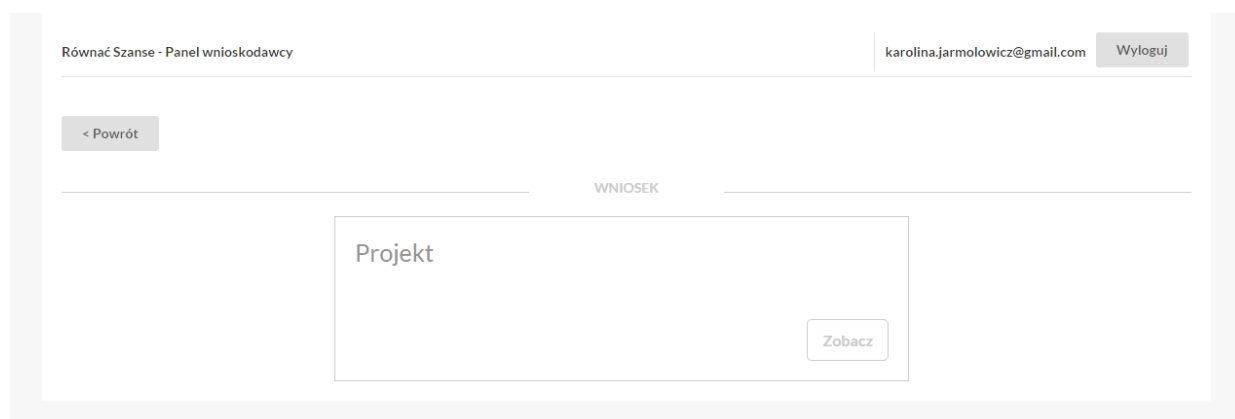 Równać Szanse - Panel wnioskodawcy
karolina.jarmolowicz@gmail.com
Wyloguj
< Powrót
WNIOSEK
Projekt
Zobacz